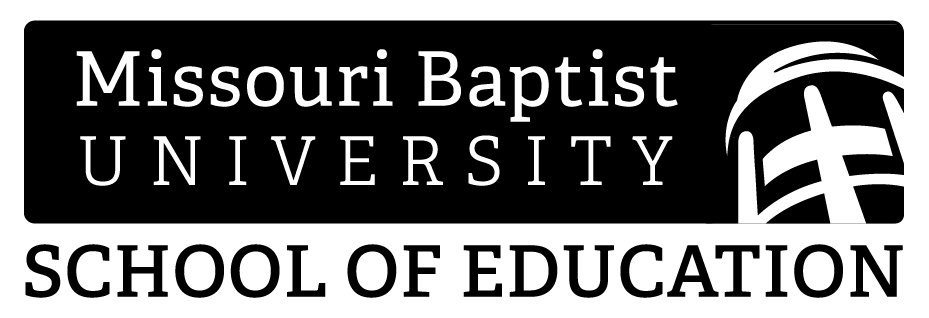 Missouri Baptist
UNIVERSITY
SCHOOL OF EDUCATION